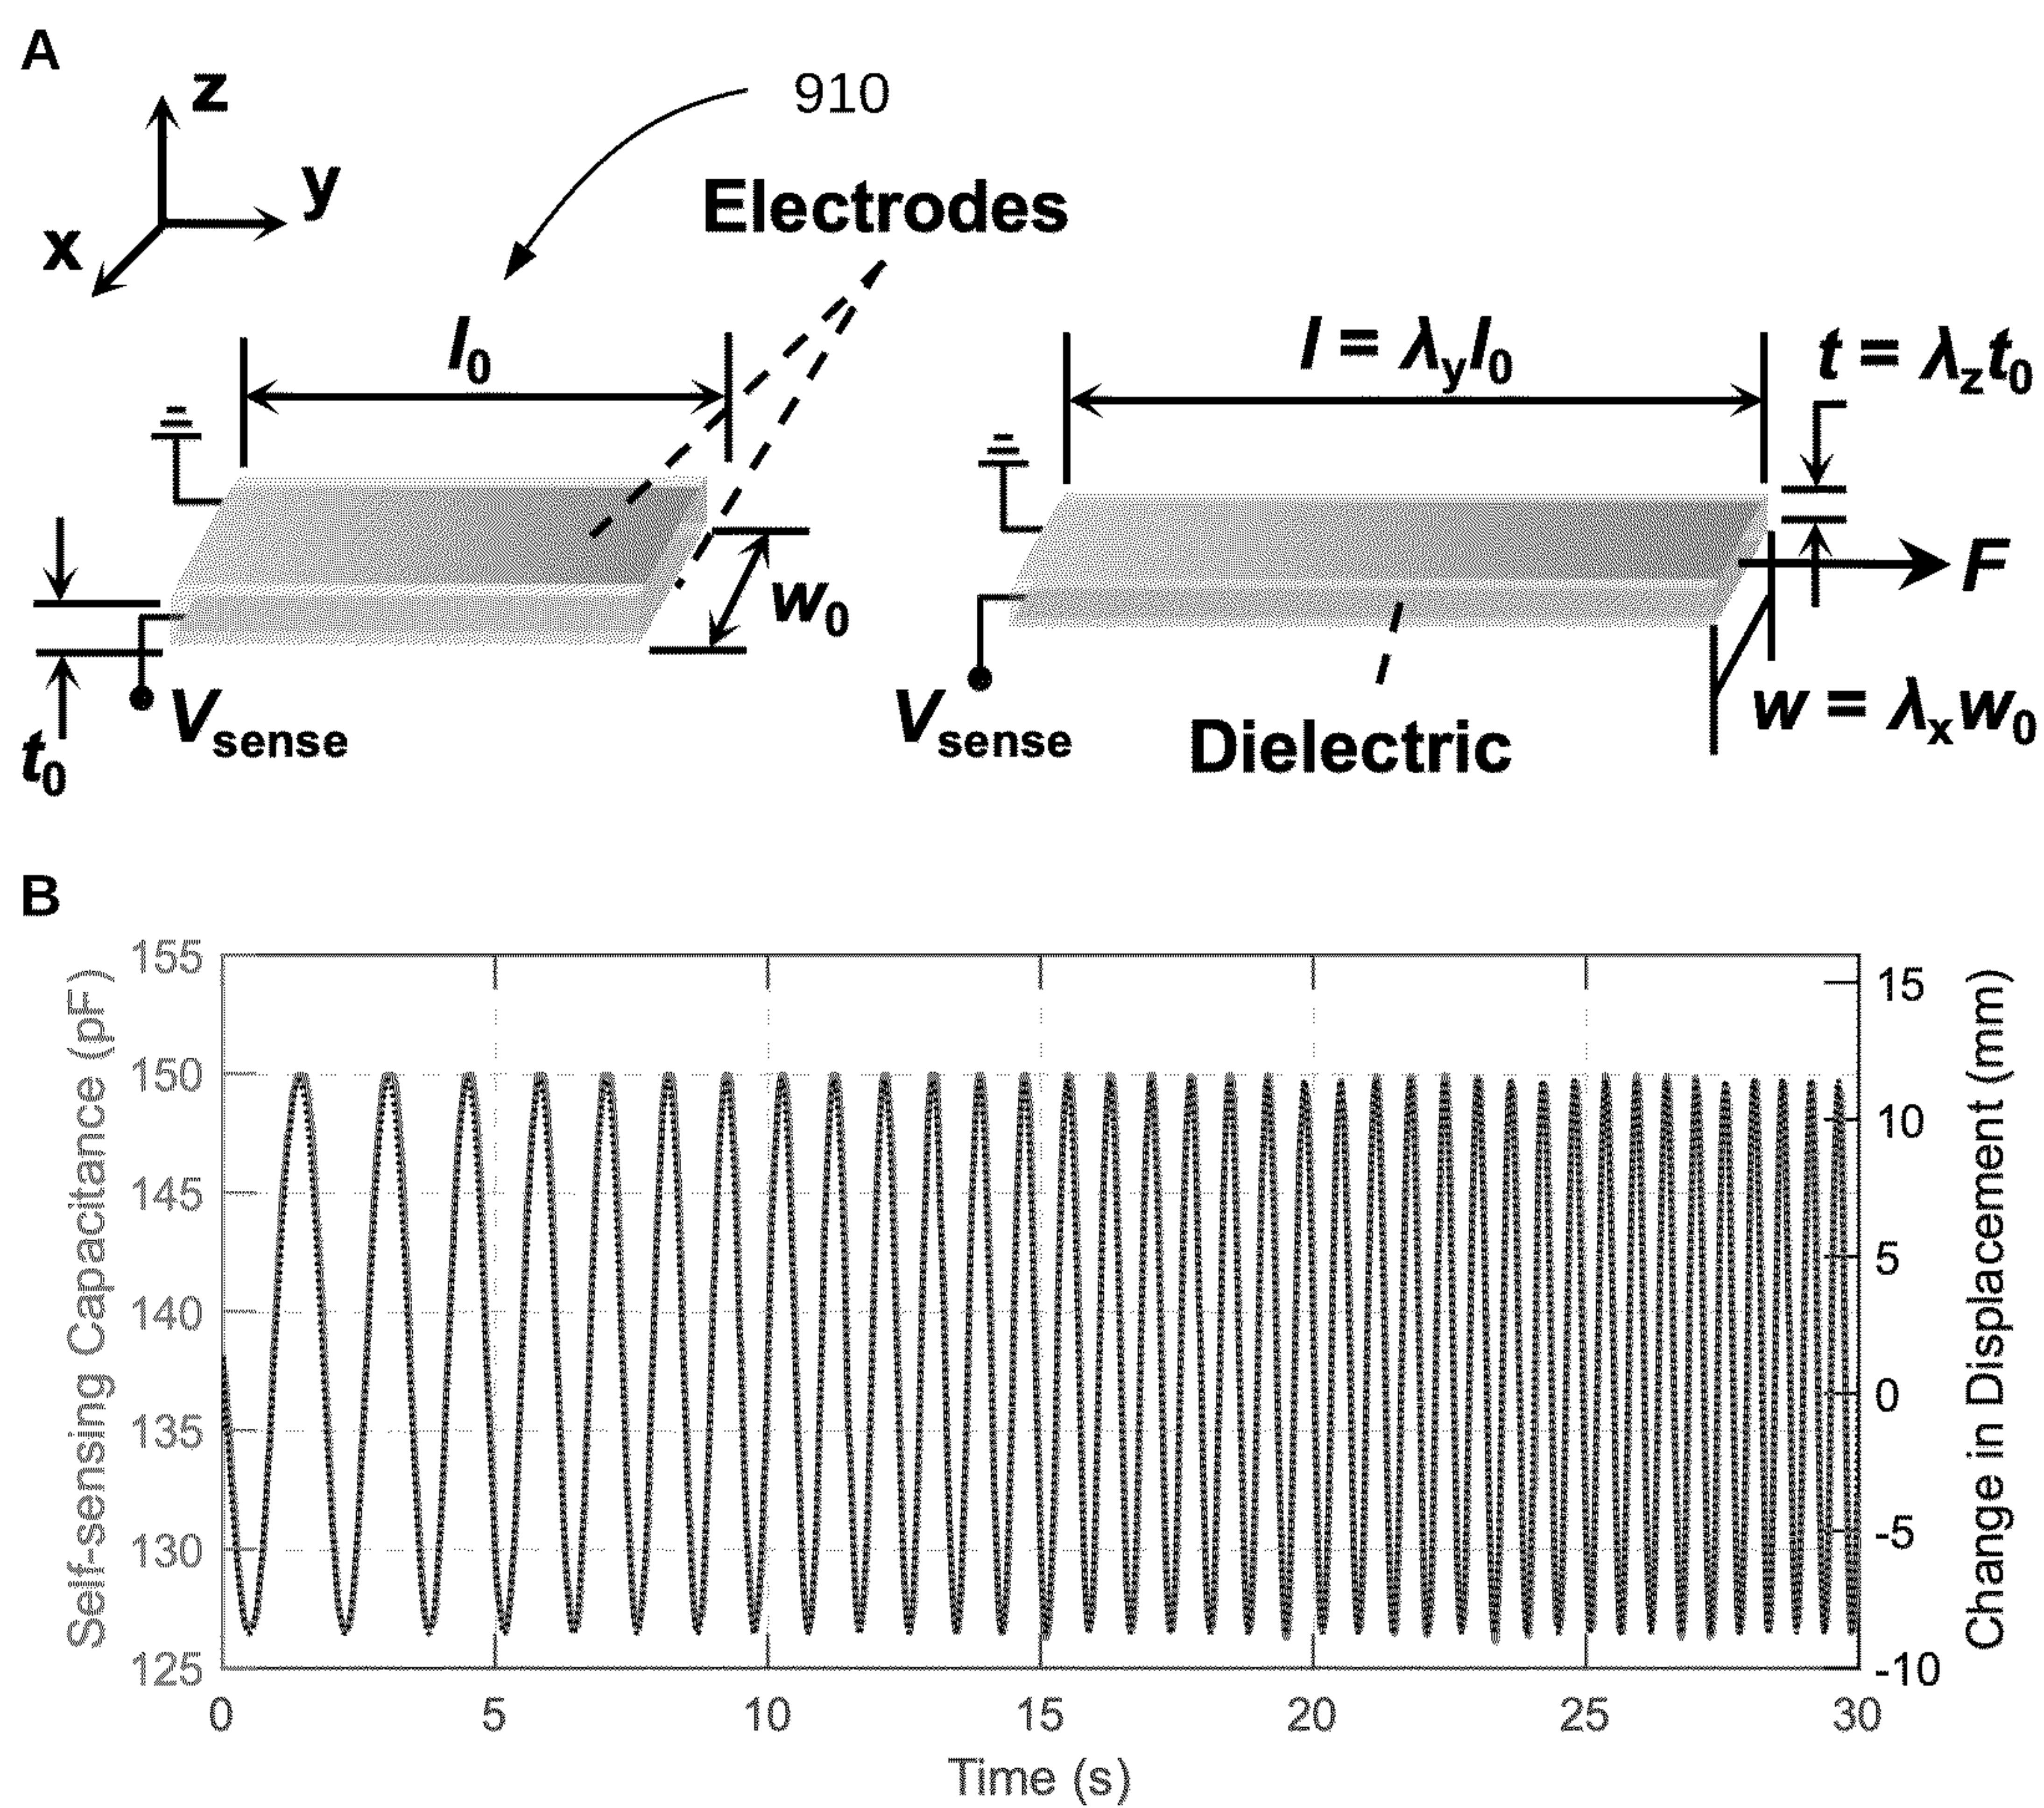 A
z
y
x
910
Electrodes
l0
l = λyl0
t = λzt0
w0
F
Vsense
t0
Vsense
Dielectric
w = λxw0
B
Self-sensing Capacitance (pF)
155
150
145
140
135
130
125
15
10
5
0
-5
-10
Change in Displacement (mm)
0
5
10
15
20
25
30
Time (s)